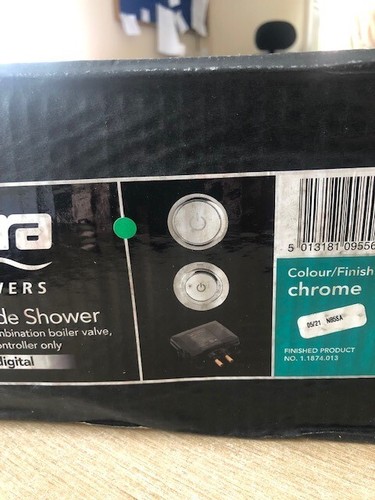 ra
WERS
de Shower
mbination boiler valve,
ontroller only
digital
5 013181 09556
Colour/Finish
chrome
05/21 N855A
FINISHED PRODUCT
NO. 1.1874.013